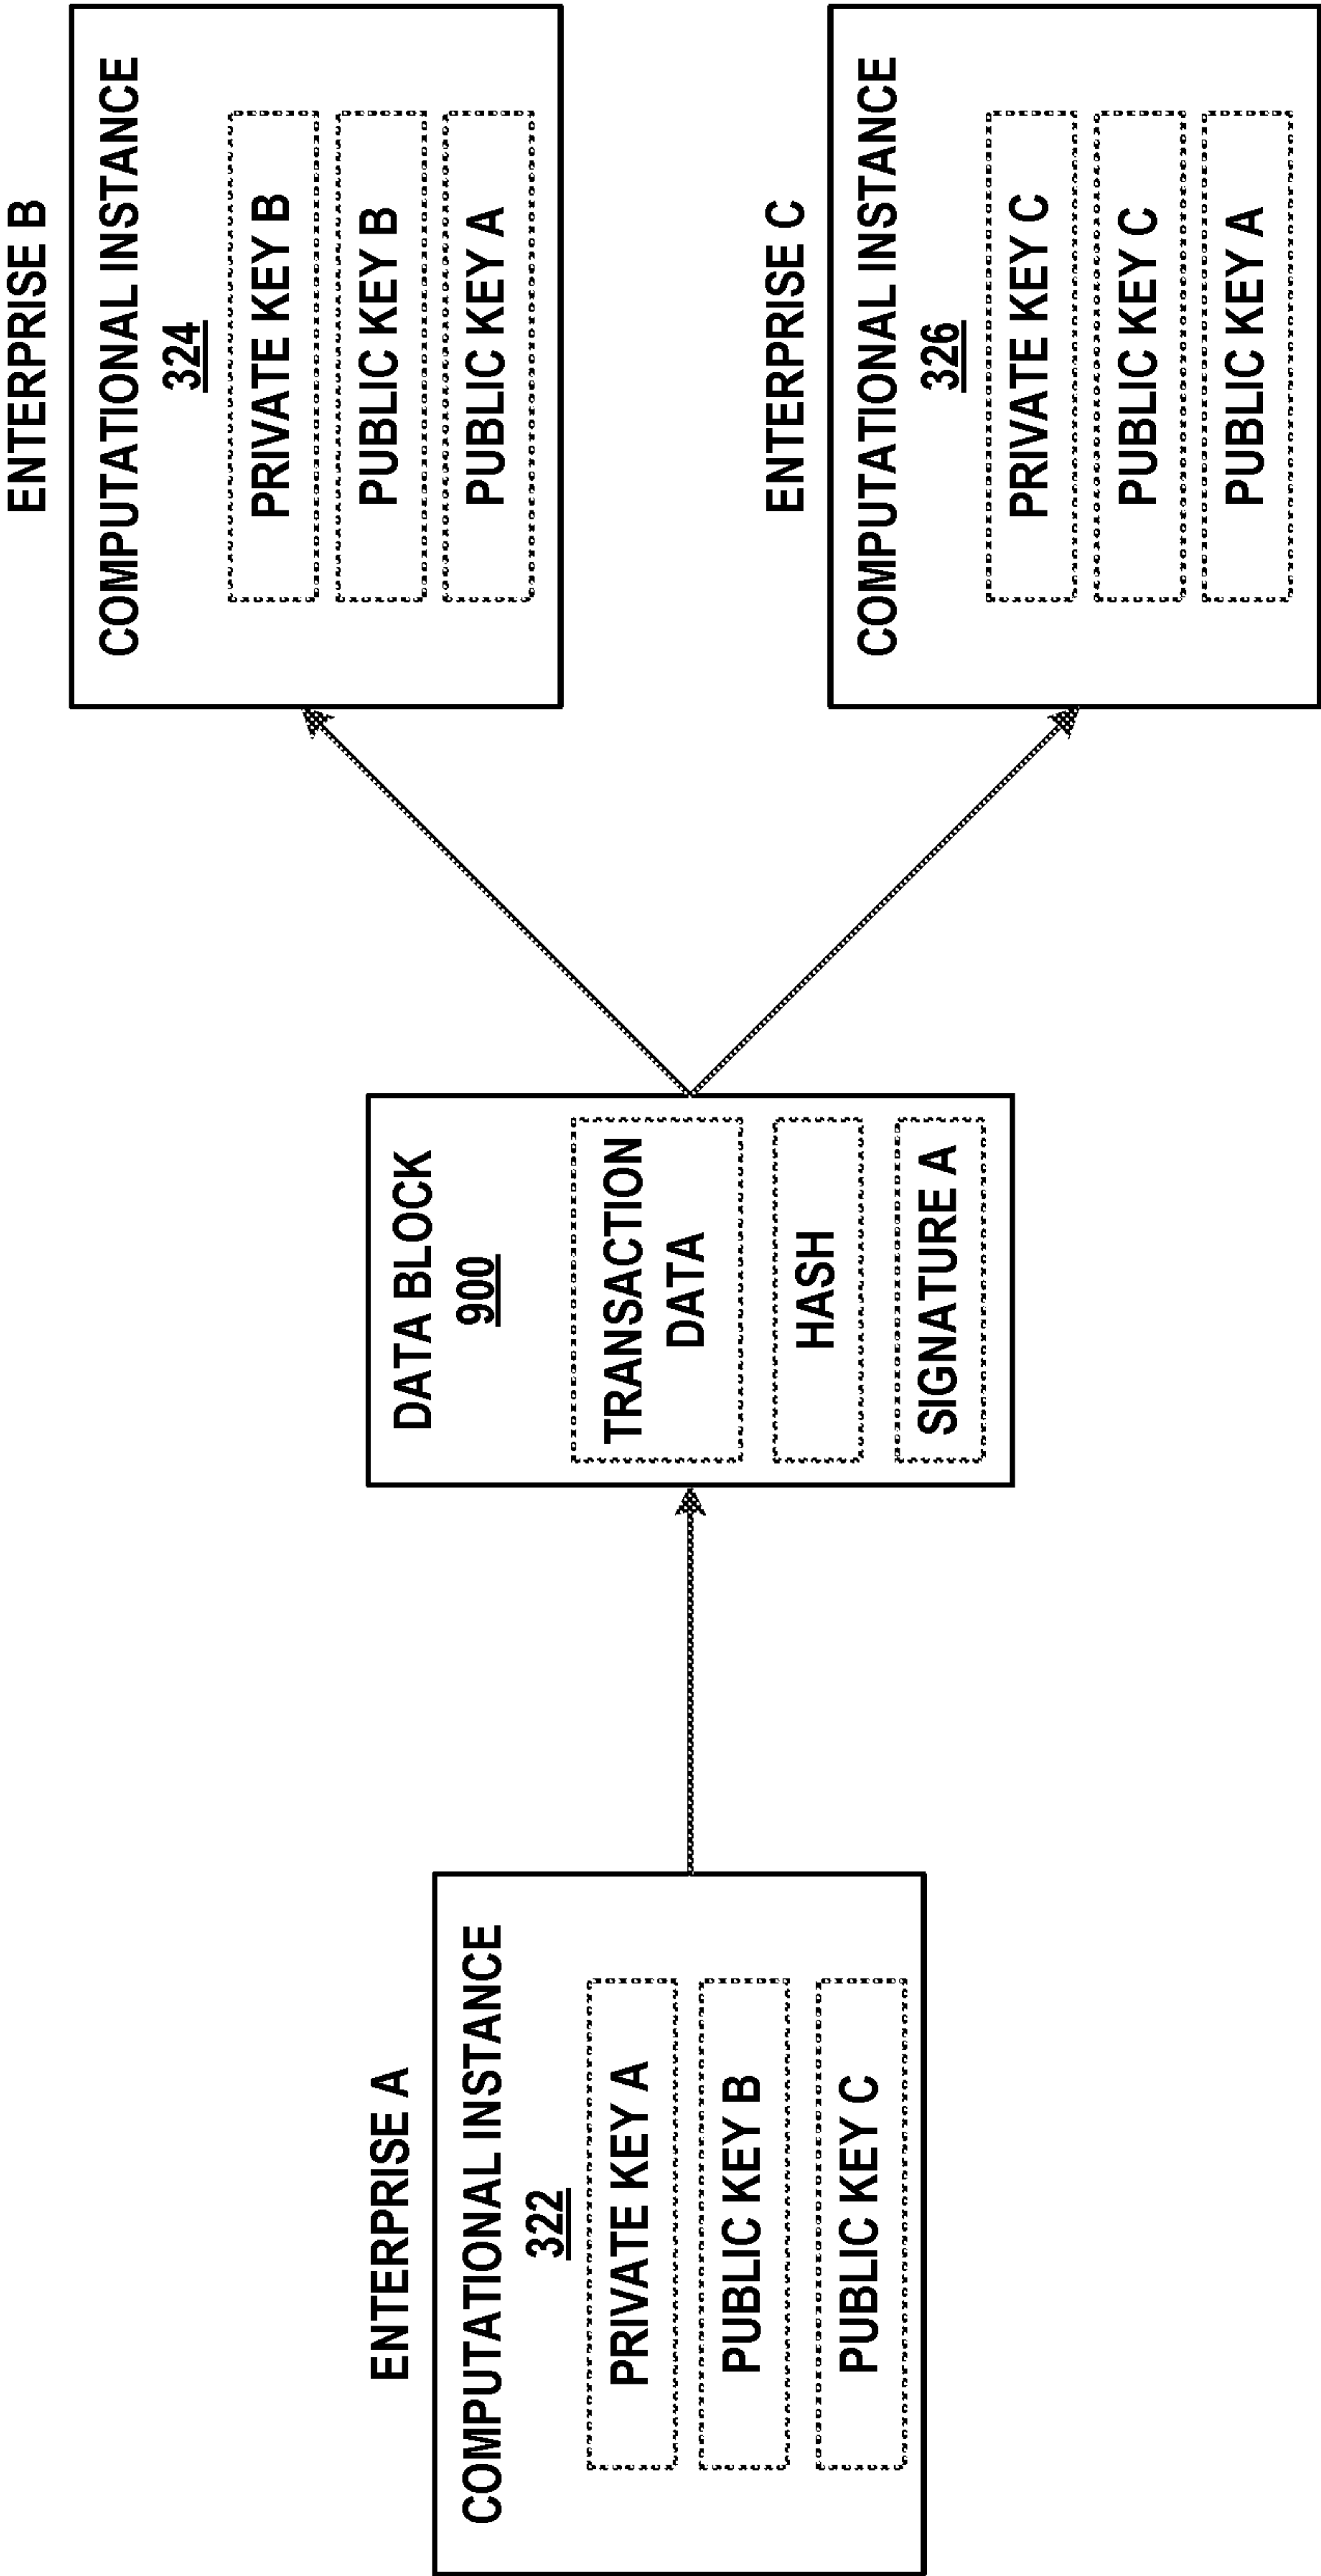 ENTERPRISE A
COMPUTATIONAL INSTANCE
322
PRIVATE KEY A
PUBLIC KEY B
PUBLIC KEY C
DATA BLOCK
900
TRANSACTION
DATA
HASH
SIGNATURE A
ENTERPRISE B
COMPUTATIONAL INSTANCE
324
PRIVATE KEY B
PUBLIC KEY B
PUBLIC KEY A
ENTERPRISE C
COMPUTATIONAL INSTANCE
326
PRIVATE KEY C
PUBLIC KEY C
PUBLIC KEY A